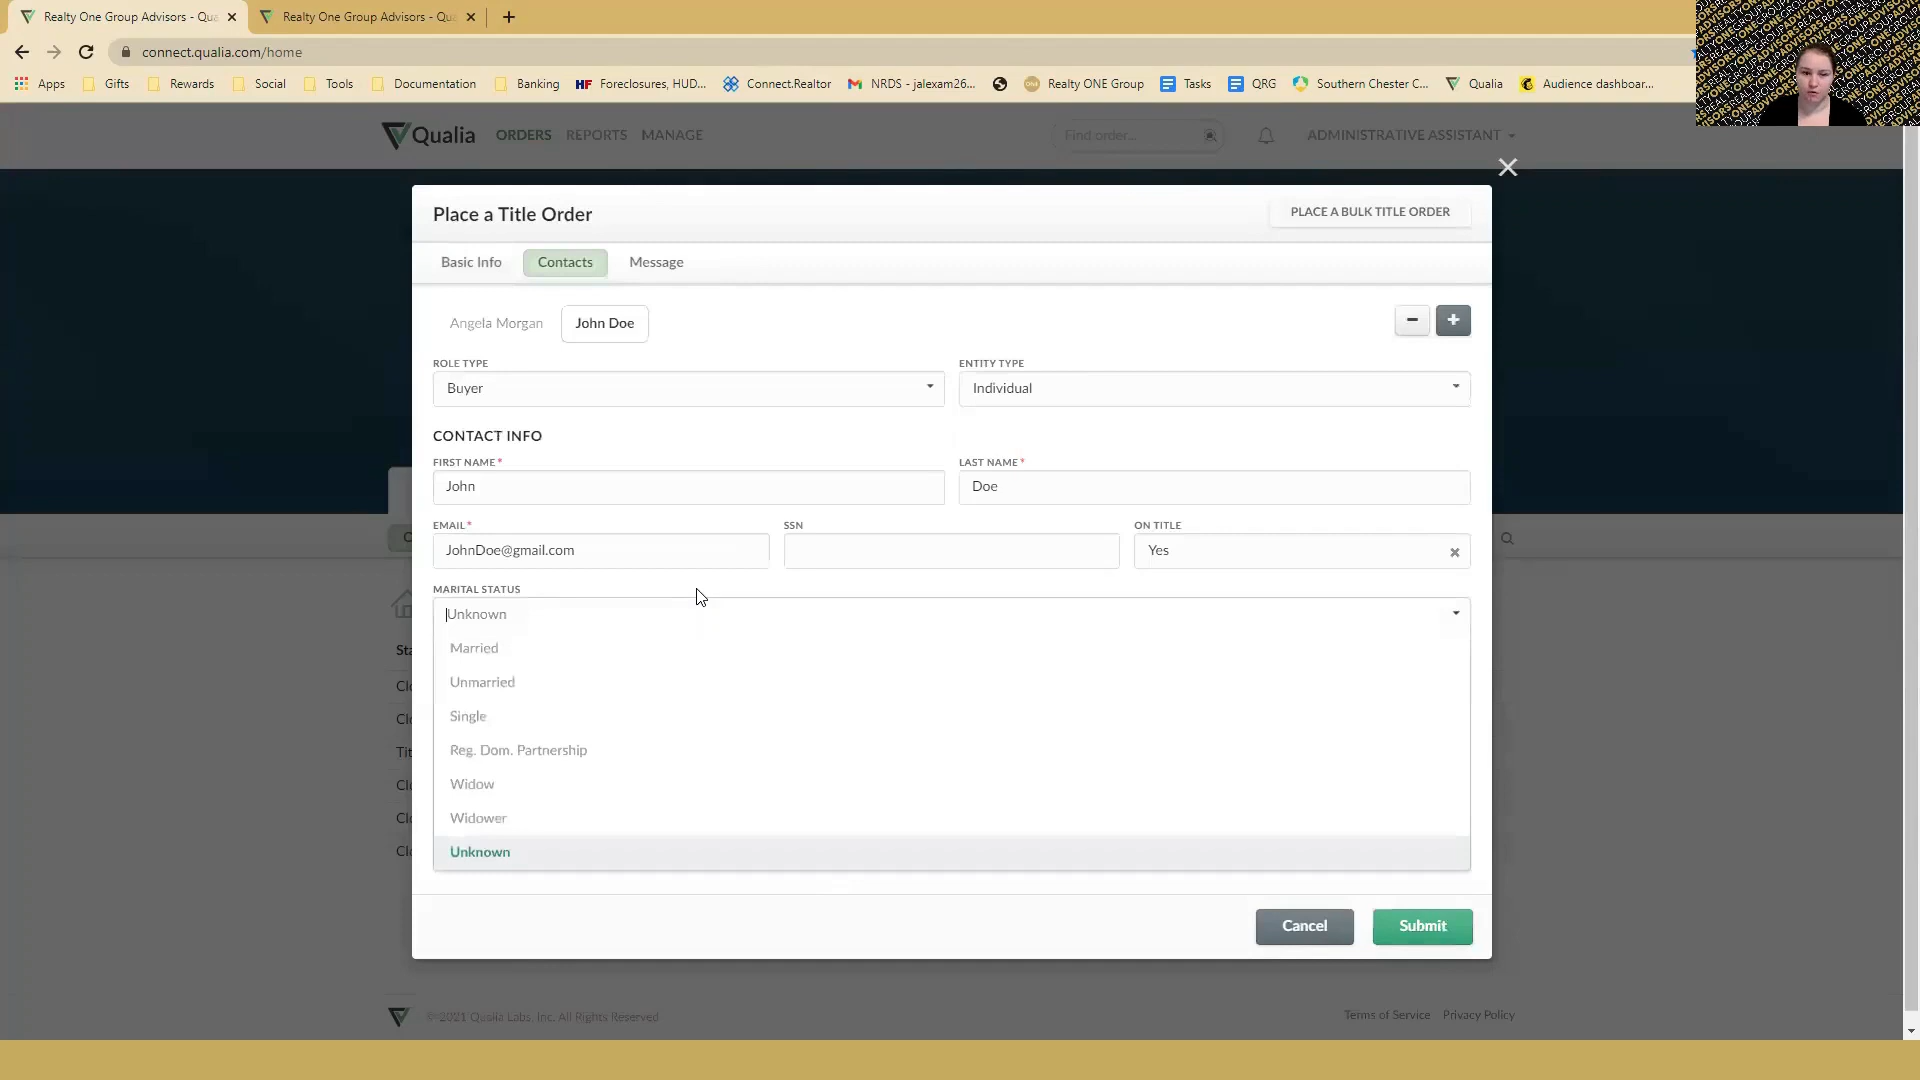 Realty One Group Advisors - Qua
Realty One Group Advisors - Qua
connect.qualia.com/home
Apps Gifts Rewards Social Tools Documentation Banking HF Foreclosures, HUD... Connect.Realtor NRDS - jalexam26... Realty ONE Group Tasks QRG Southern Chester C... Qualia Audience dashboar...
Qualia ORDERS REPORTS MANAGE Find order... ADMINISTRATIVE ASSISTANT
Place a Title Order
PLACE A BULK TITLE ORDER
Basic Info Contacts Message
Angela Morgan John Doe
ROLE TYPE ENTITY TYPE
Buyer Individual
CONTACT INFO
FIRST NAME* LAST NAME*
John Doe
EMAIL* SSN ON TITLE
JohnDoe@gmail.com Yes
MARITAL STATUS
Unknown
Married
Unmarried
Single
Reg. Dom. Partnership
Widow
Widower
Unknown
Cancel Submit
©2021 Qualia Labs, Inc. All Rights Reserved
Terms of Service Privacy Policy